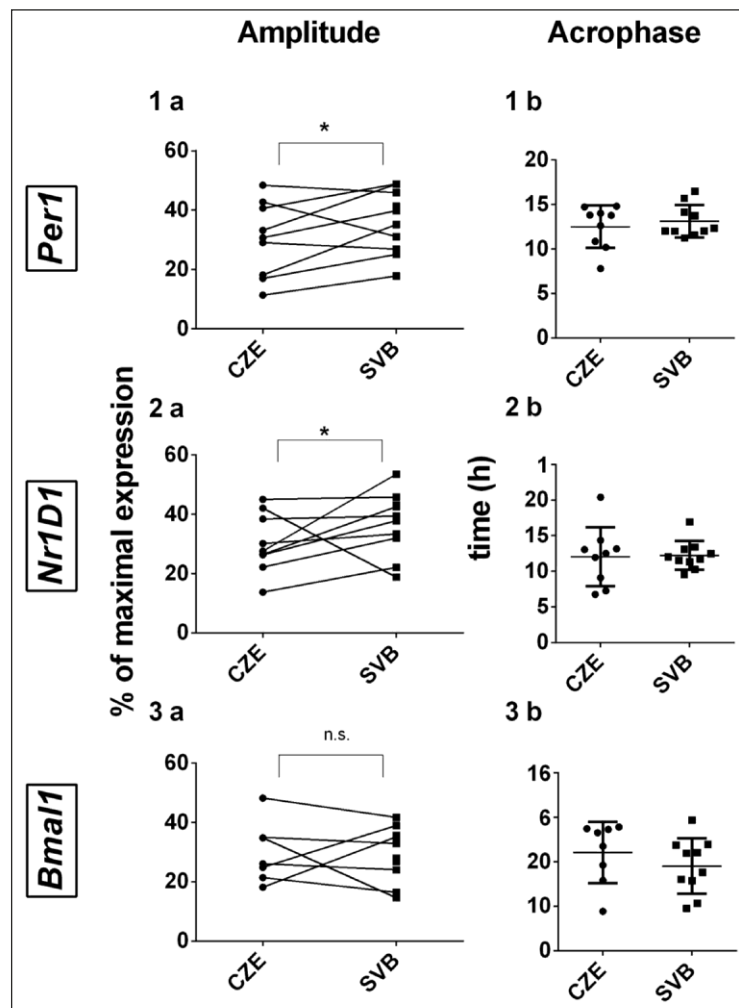 Amplitude Acrophase
1 a 1 b
*
60
40
20
0
CZE SVB
20
15
10
5
0
CZE SVB
Per1
2 a 2 b
*
60
40
20
0
CZE SVB
1
20
15
10
5
0
CZE SVB
Nr1D1
% of maximal expression
time (h)
3 a 3 b
n.s.
60
40
20
0
CZE SVB
16
6
20
10
0
CZE SVB
Bmal1